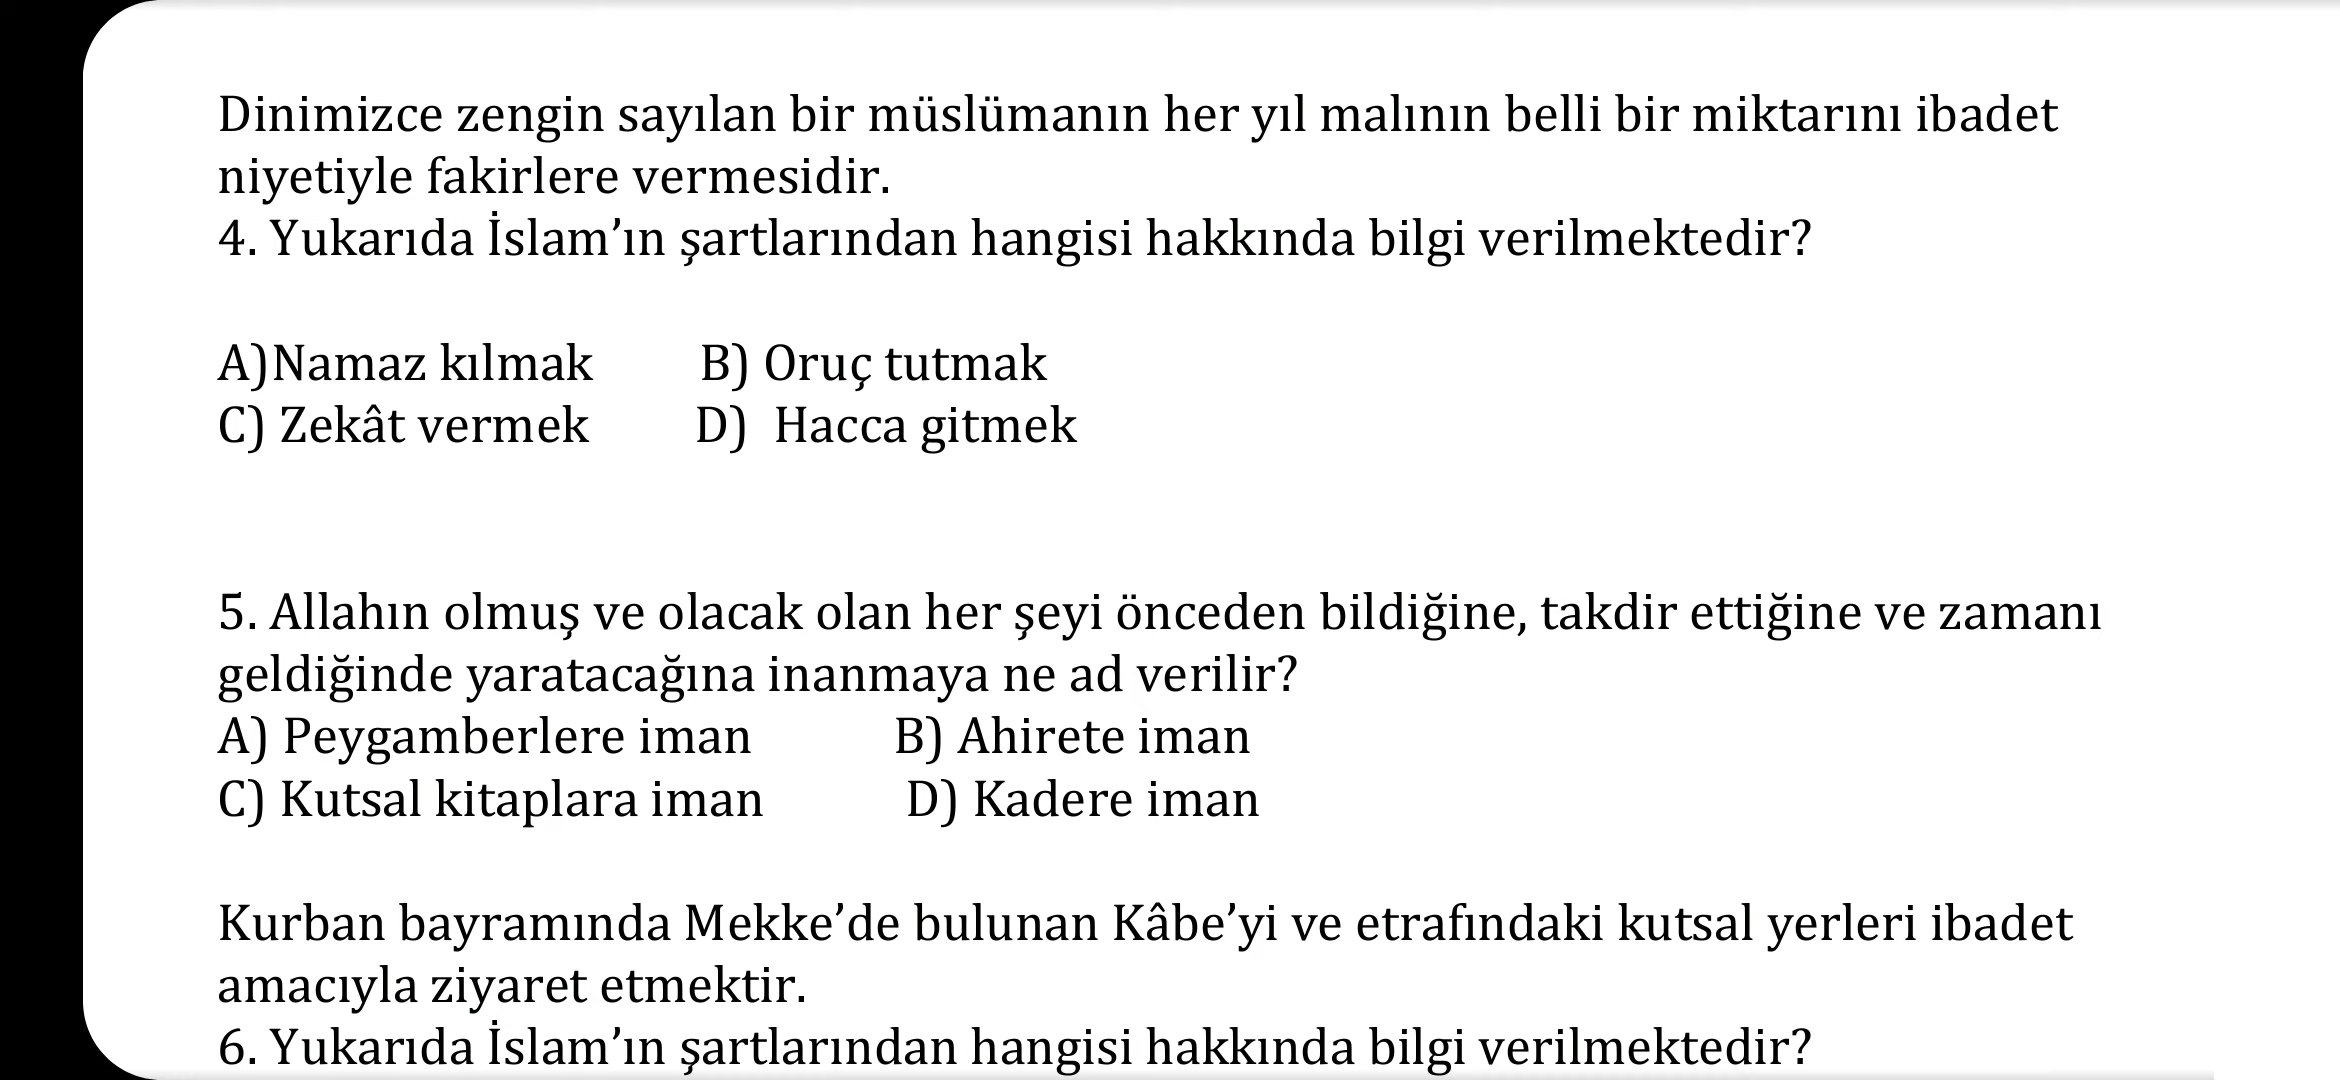 Dinimizce zengin sayılan bir müslümanın her yıl malının belli bir miktarını ibadet
niyetiyle fakirlere vermesidir.
4. Yukarıda İslam’ın şartlarından hangisi hakkında bilgi verilmektedir?
A)Namaz kılmak B) Oruç tutmak
C) Zekât vermek D) Hacca gitmek
5. Allahın olmuş ve olacak olan her şeyi önceden bildiğine, takdir ettiğine ve zamanı
geldiğinde yaratacağına inanmaya ne ad verilir?
A) Peygamberlere iman B) Ahirete iman
C) Kutsal kitaplara iman D) Kadere iman
Kurban bayramında Mekke’de bulunan Kâbe’yi ve etrafındaki kutsal yerleri ibadet
amacıyla ziyaret etmektir.
6. Yukarıda İslam’ın şartlarından hangisi hakkında bilgi verilmektedir?